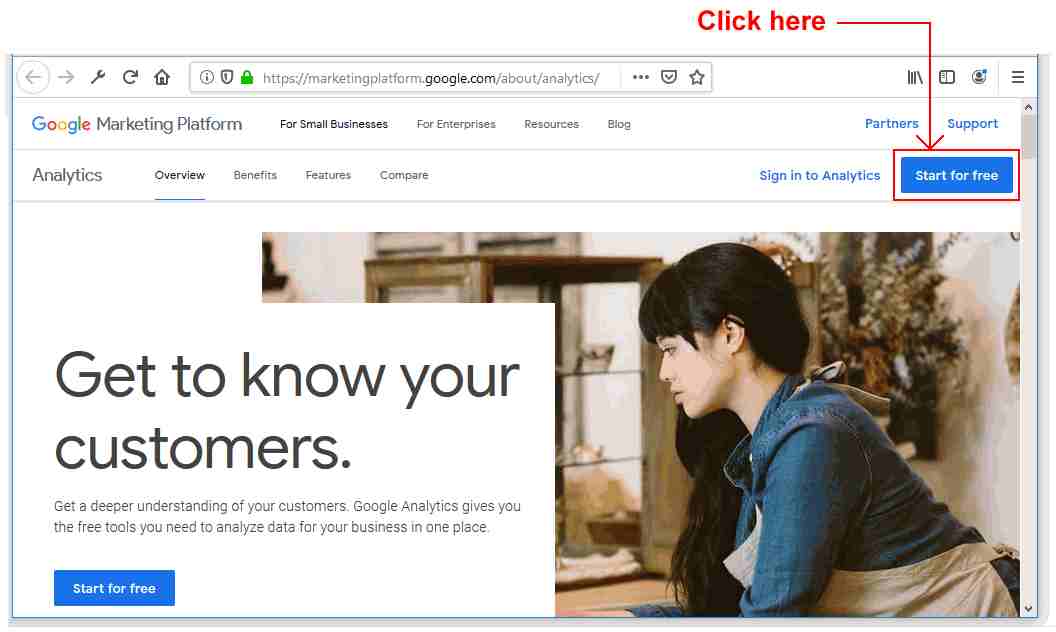 Click here
https://marketingplatform.google.com/about/analytics/
Google Marketing Platform For Small Businesses For Enterprises Resources Blog Partners Support
Analytics Overview Benefits Features Compare Sign in to Analytics Start for free
Get to know your
customers.
Get a deeper understanding of your customers. Google Analytics gives you
the free tools you need to analyze data for your business in one place.
Start for free